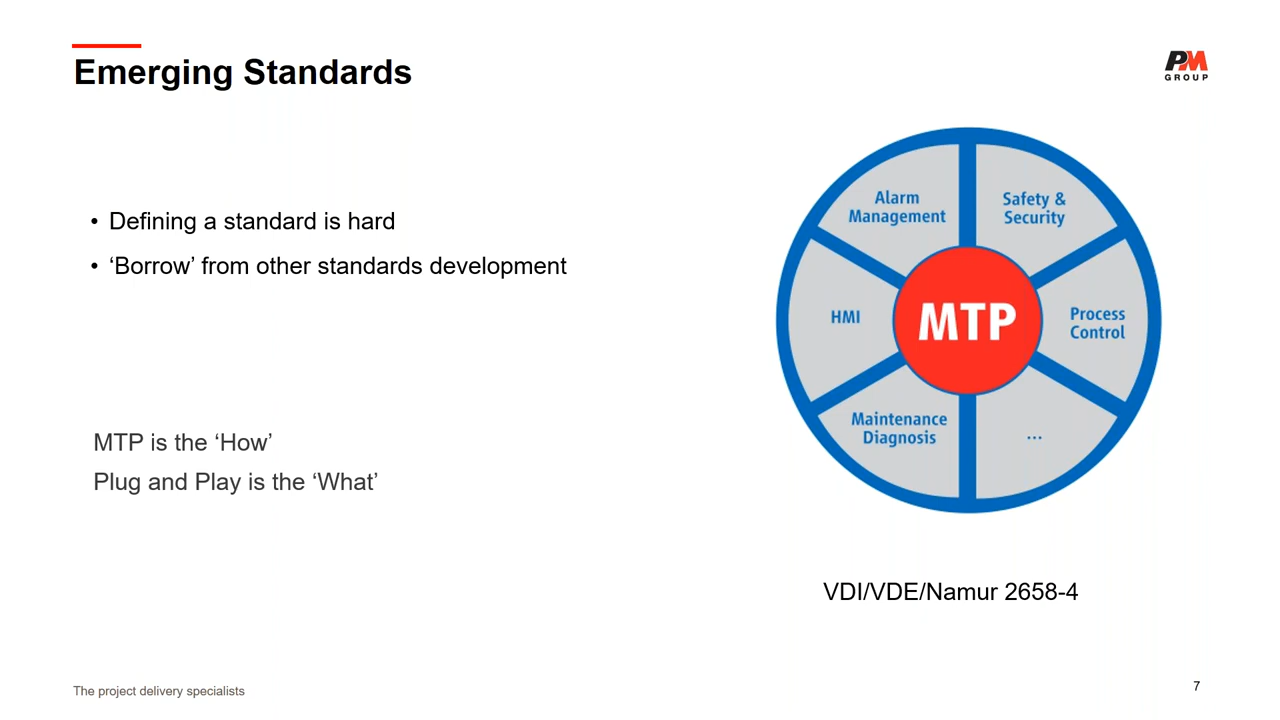 Emerging Standards
PM
GROUP
• Defining a standard is hard
• ‘Borrow’ from other standards development
MTP is the ‘How’
Plug and Play is the ‘What’
Alarm
Management
Safety &
Security
HMI
MTP
Process
Control
Maintenance
Diagnosis
...
VDI/VDE/Namur 2658-4
The project delivery specialists
7